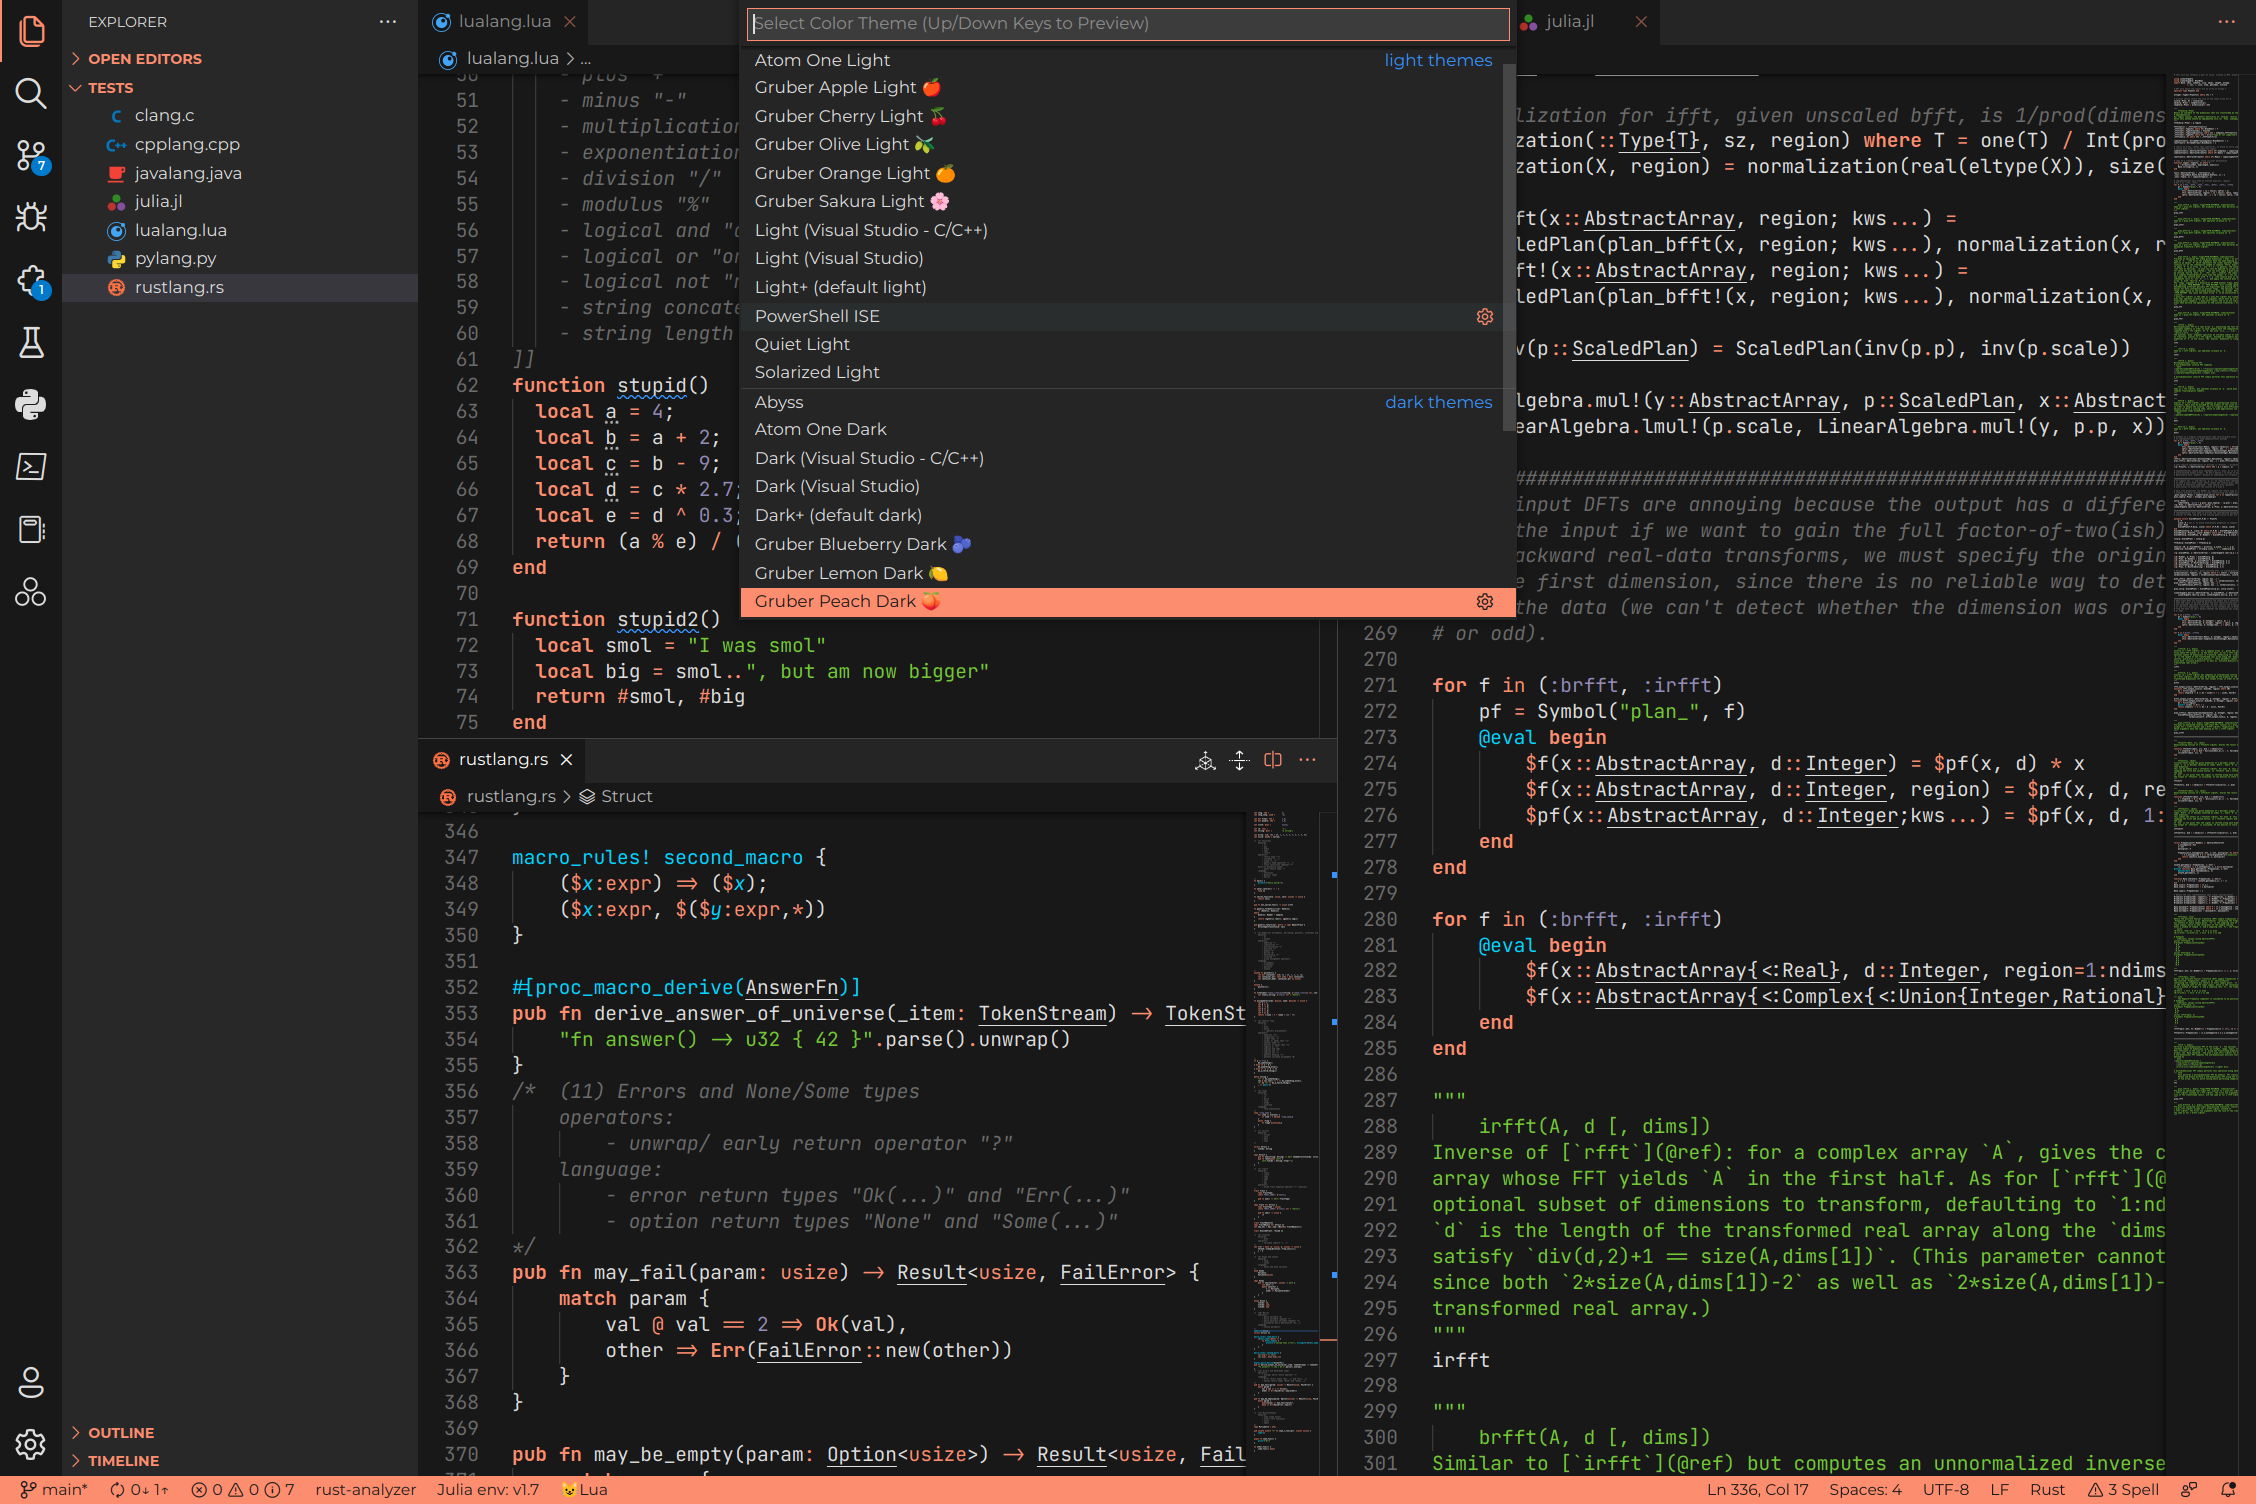 EXPLORER
OPEN EDITORS
TESTS
clang.c
cpplang.cpp
javalang.java
julia.jl
lualang.lua
pylang.py
rustlang.rs
7
1
OUTLINE
TIMELINE
lualang.lua
lualang.lua > ...
50 - plus "+"
51 - minus "-"
52 - multiplication
53 - exponentiation
54 - division "/"
55 - modulus "%"
56 - logical and "
57 - logical or "o
58 - logical not "
59 - string concate
60 - string length
61 ]]
62 function stupid()
63 local a = 4;
64 local b = a + 2;
65 local c = b - 9;
66 local d = c * 2.7;
67 local e = d ^ 0.3;
68 return (a % e) / (
69 end
70
71 function stupid2()
72 local smol = "I was smol"
73 local big = smol..", but am now bigger"
74 return #smol, #big
75 end
Select Color Theme (Up/Down Keys to Preview)
Atom One Light light themes
Gruber Apple Light 🍎
Gruber Cherry Light 🍒
Gruber Olive Light 🫒
Gruber Orange Light 🍊
Gruber Sakura Light 🌸
Light (Visual Studio - C/C++)
Light (Visual Studio)
Light+ (default light)
PowerShell ISE
Quiet Light
Solarized Light
Abyss dark themes
Atom One Dark
Dark (Visual Studio - C/C++)
Dark (Visual Studio)
Dark+ (default dark)
Gruber Blueberry Dark 🫐
Gruber Lemon Dark 🍋
Gruber Peach Dark 🍑
rustlang.rs
rustlang.rs > Struct
346
347 macro_rules! second_macro {
348 ($x:expr) => ($x);
349 ($x:expr, $($y:expr,*))
350 }
351
352 #[proc_macro_derive(AnswerFn)]
353 pub fn derive_answer_of_universe(_item: TokenStream) -> TokenSt
354 "fn answer() -> u32 { 42 }".parse().unwrap()
355 }
356 /* (11) Errors and None/Some types
357 operators:
358 - unwrap/ early return operator "?"
359 language:
360 - error return types "Ok(...)" and "Err(...)"
361 - option return types "None" and "Some(...)"
362 */
363 pub fn may_fail(param: usize) -> Result<usize, FailError> {
364 match param {
365 val @ val == 2 => Ok(val),
366 other => Err(FailError::new(other))
367 }
368 }
369
370 pub fn may_be_empty(param: Option<usize>) -> Result<usize, Fail
julia.jl
lization for ifft, given unscaled bfft, is 1/prod(dimens
zation(::Type{T}, sz, region) where T = one(T) / Int(pro
zation(X, region) = normalization(real(eltype(X)), size(
ft(x::AbstractArray, region; kws...) =
ledPlan(plan_bfft(x, region; kws...), normalization(x, r
ft!(x::AbstractArray, region; kws...) =
ledPlan(plan_bfft!(x, region; kws...), normalization(x,
v(p::ScaledPlan) = ScaledPlan(inv(p.p), inv(p.scale))
lgebra.mul!(y::AbstractArray, p::ScaledPlan, x::Abstract
earAlgebra.lmul!(p.scale, LinearAlgebra.mul!(y, p.p, x))
########################################################
input DFTs are annoying because the output has a differe
the input if we want to gain the full factor-of-two(ish)
ackward real-data transforms, we must specify the origin
e first dimension, since there is no reliable way to det
the data (we can't detect whether the dimension was orig
269 # or odd).
270
271 for f in (:brfft, :irfft)
272 pf = Symbol("plan_", f)
273 @eval begin
274 $f(x::AbstractArray, d::Integer) = $pf(x, d) * x
275 $f(x::AbstractArray, d::Integer, region) = $pf(x, d, re
276 $pf(x::AbstractArray, d::Integer;kws...) = $pf(x, d, 1:
277 end
278 end
279
280 for f in (:brfft, :irfft)
281 @eval begin
282 $f(x::AbstractArray{<:Real}, d::Integer, region=1:ndims
283 $f(x::AbstractArray{<:Complex{<:Union{Integer,Rational}
284 end
285 end
286
287 """
288 irfft(A, d [, dims])
289 Inverse of [`rfft`](@ref): for a complex array `A`, gives the c
290 array whose FFT yields `A` in the first half. As for [`rfft`](@
291 optional subset of dimensions to transform, defaulting to `1:nd
292 `d` is the length of the transformed real array along the `dims
293 satisfy `div(d,2)+1 == size(A,dims[1])`. (This parameter cannot
294 since both `2*size(A,dims[1])-2` as well as `2*size(A,dims[1])-
295 transformed real array.)
296 """
297 irfft
298
299 """
300 brfft(A, d [, dims])
301 Similar to [`irfft`](@ref) but computes an unnormalized inverse
main* 0↓ 1↑ 0 0 7 rust-analyzer Julia env: v1.7 😺Lua Ln 336, Col 17 Spaces: 4 UTF-8 LF Rust 3 Spell